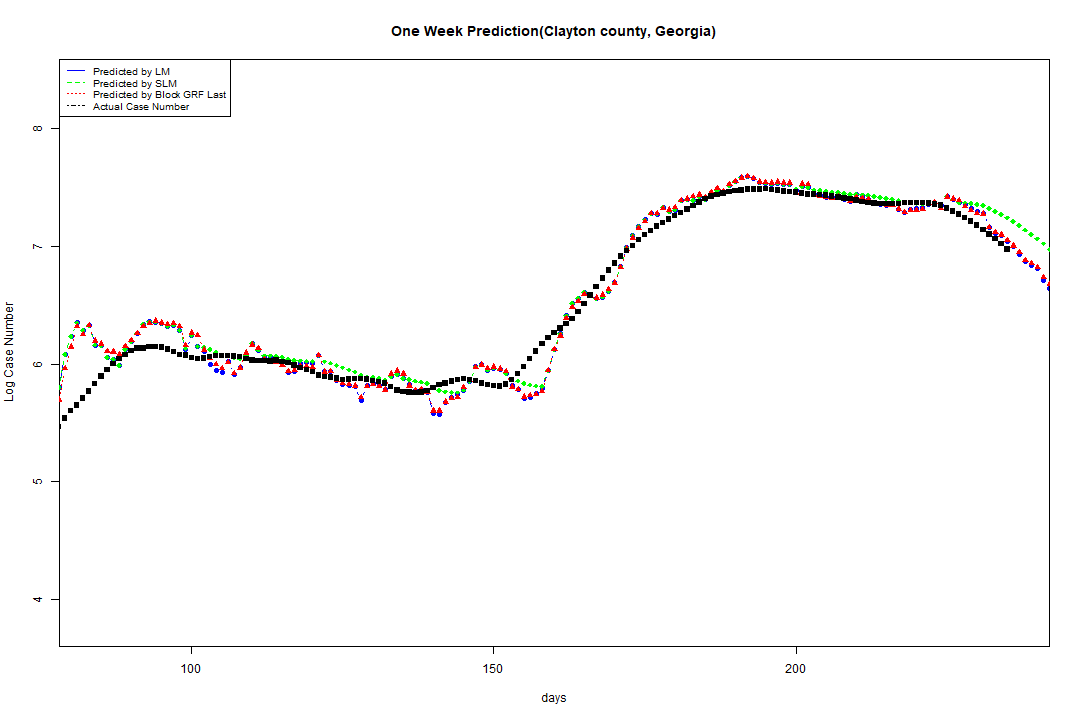 One Week Prediction(Clayton county, Georgia)
Predicted by LM
Predicted by SLM
Predicted by Block GRF Last
Actual Case Number
8
7
6
5
4
Log Case Number
100 150 200
days